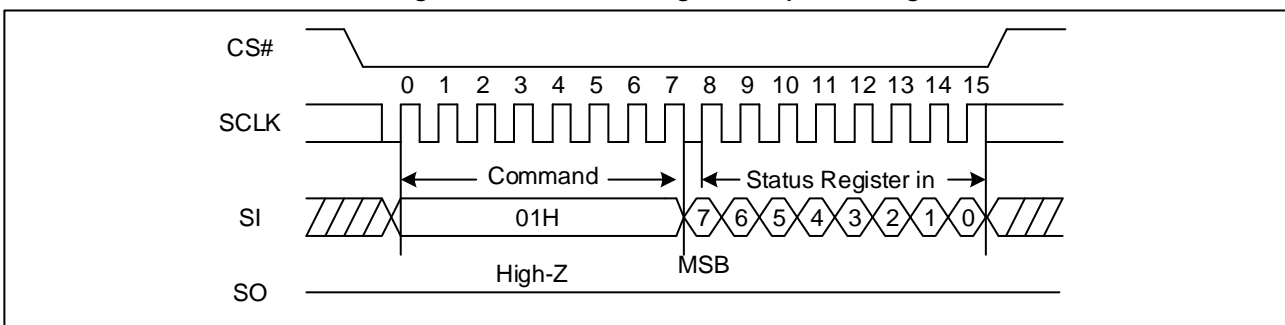 CS#
0 1 2 3 4 5 6 7 8 9 10 11 12 13 14 15
SCLK
Command
Status Register in
SI
01H
7 6 5 4 3 2 1 0
MSB
High-Z
SO